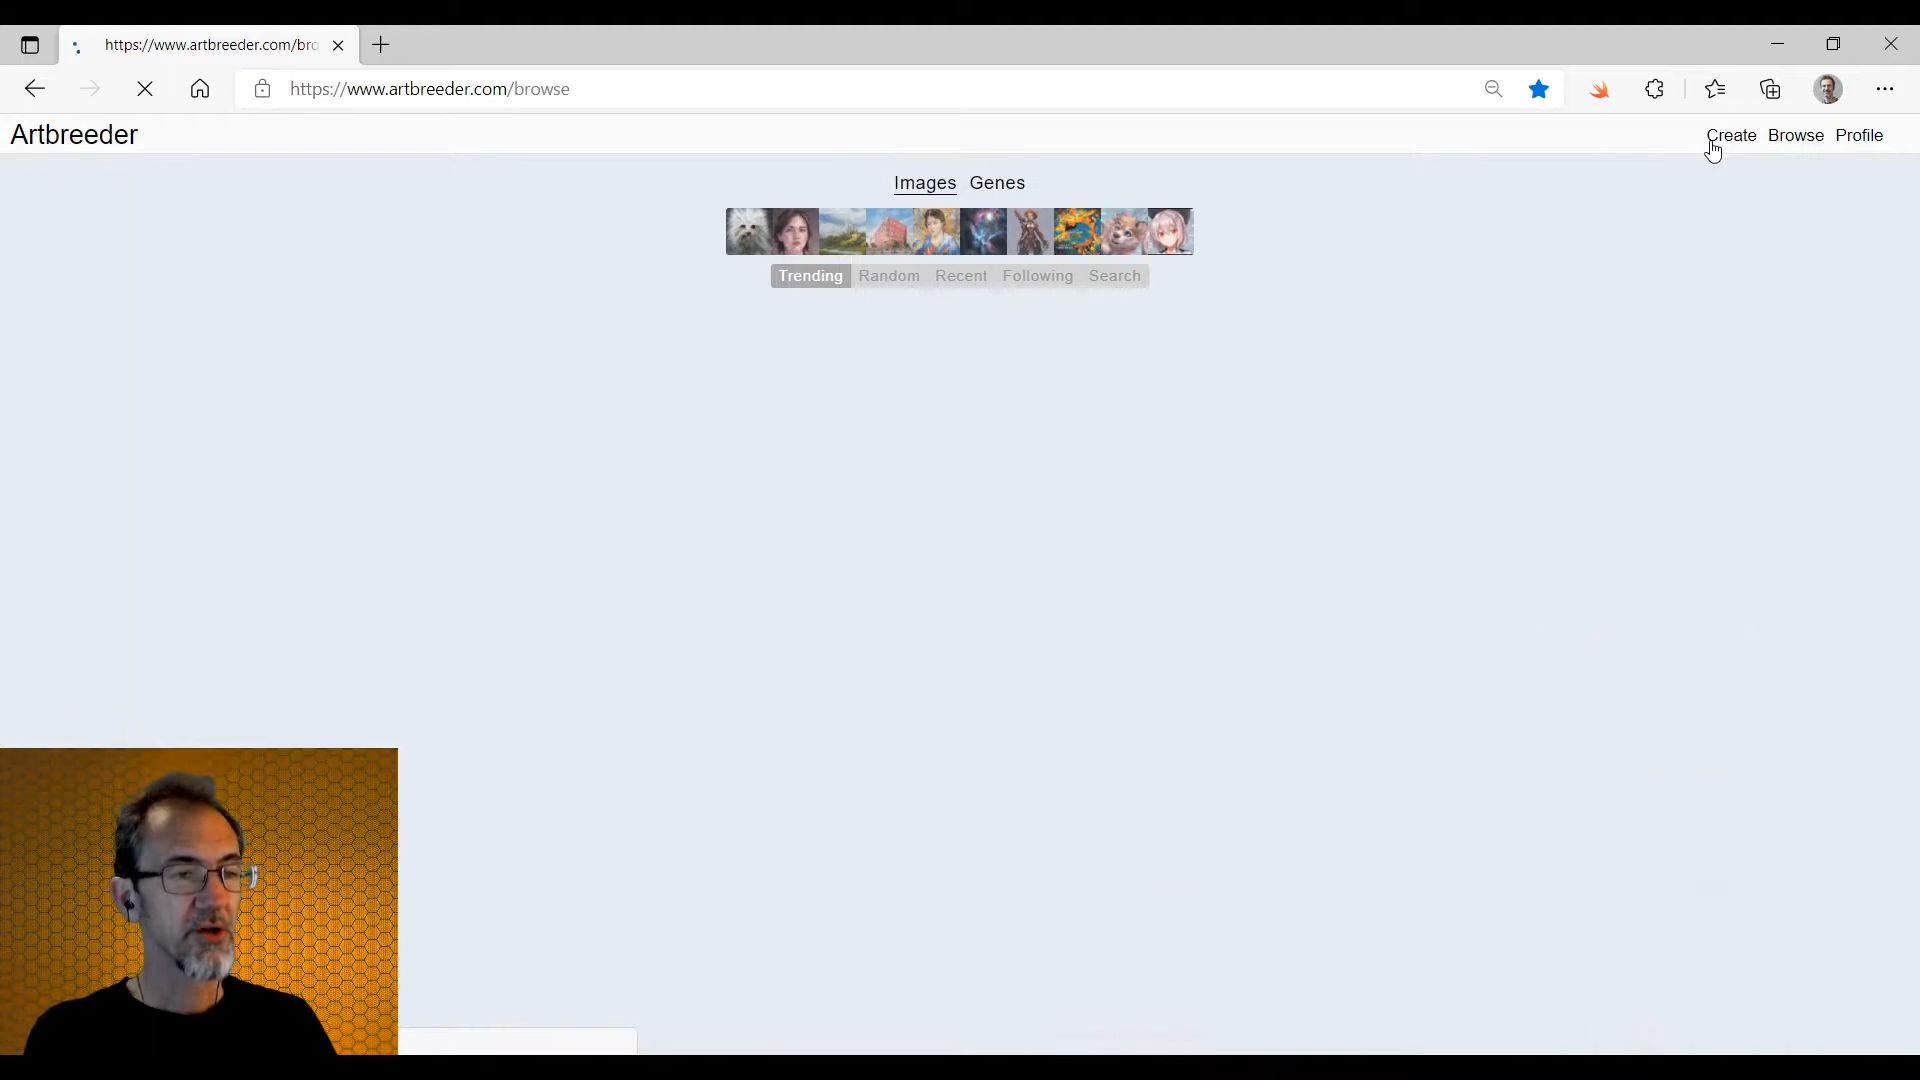 https://www.artbreeder.com/bro
https://www.artbreeder.com/browse
Artbreeder
Create Browse Profile
Images Genes
Trending Random Recent Following Search